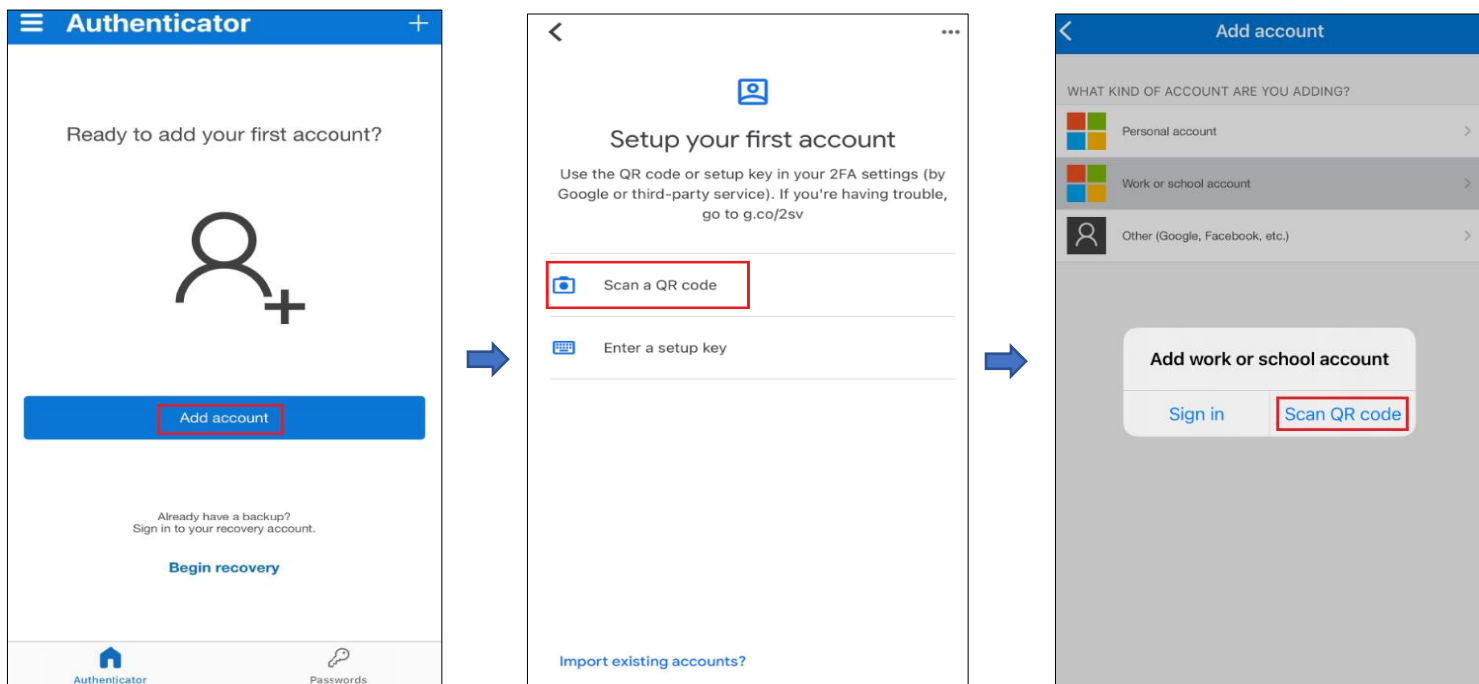 Authenticator
Ready to add your first account?
Add account
Already have a backup?
Sign in to your recovery account.
Begin recovery
Authenticator
Passwords
Setup your first account
Use the QR code or setup key in your 2FA settings (by
Google or third-party service). If you're having trouble,
go to g.co/2sv
Scan a QR code
Enter a setup key
Import existing accounts?
Add account
WHAT KIND OF ACCOUNT ARE YOU ADDING?
Personal account
Work or school account
Other (Google, Facebook, etc.)
Add work or school account
Sign in
Scan QR code